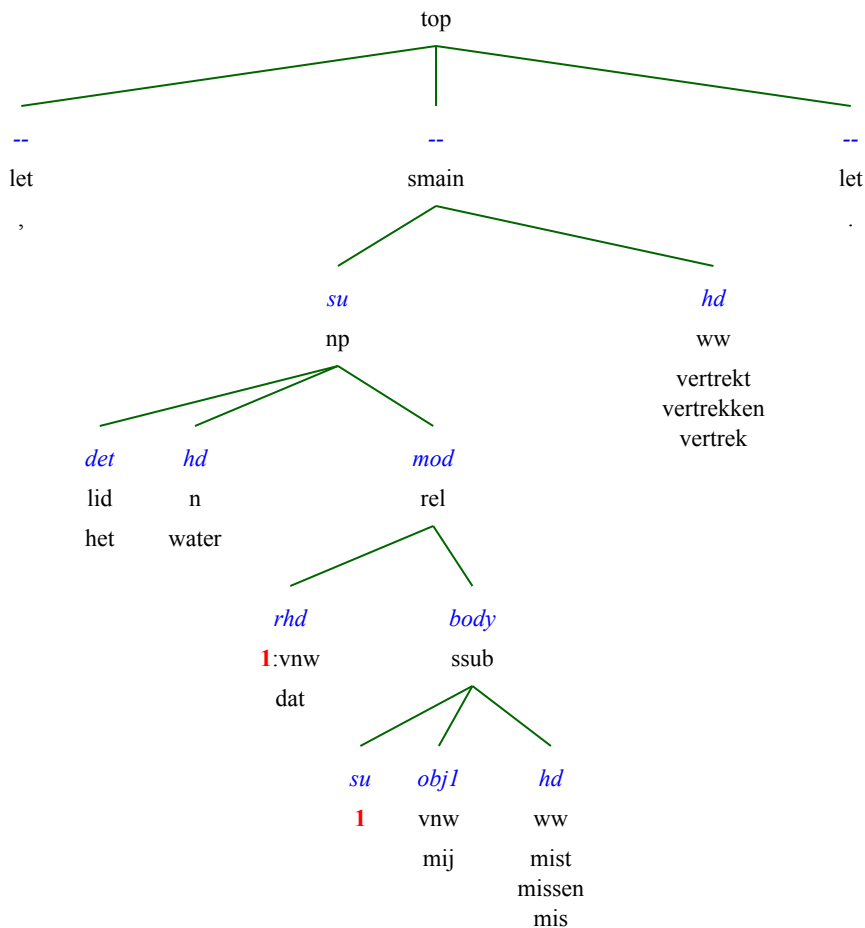 top
-- -- --
let smain let
, .
su hd
np ww
vertrekt
vertrekken
vertrek
det hd mod
lid n rel
het water
rhd body
1:vnw ssub
dat
su obj1 hd
1 vnw ww
mij mist
missen
mis